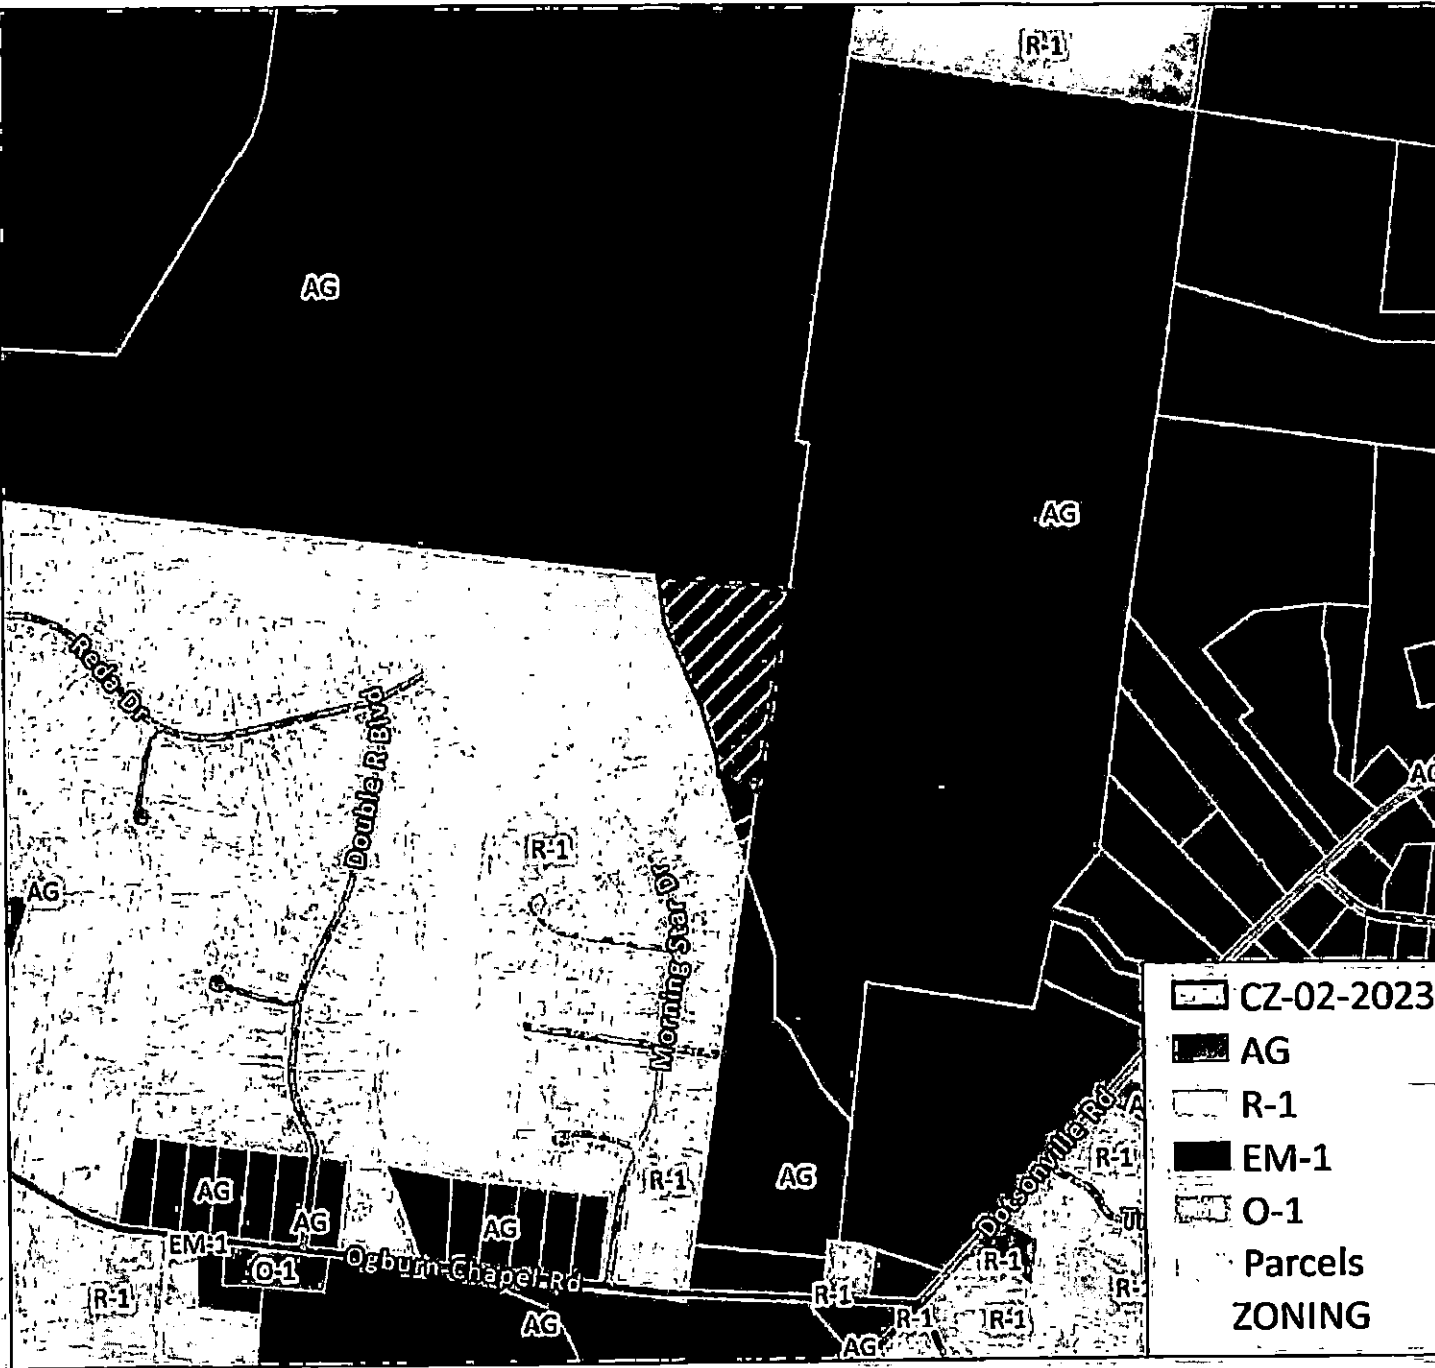 R-1
AG
AG
Reda Dr
Double R Blvd
AG
R-1
AG
Morning Star Dr
CZ-02-2023
AG
R-1
EM-1
O-1
Parcels
ZONING
Dotsonville Rd
R-1
AG
R-1
AG
AG
AG
EM-1
O-1
Ogburn Chapel Rd
R-1
R-1
R-1
R-1
R-1
AG
AG